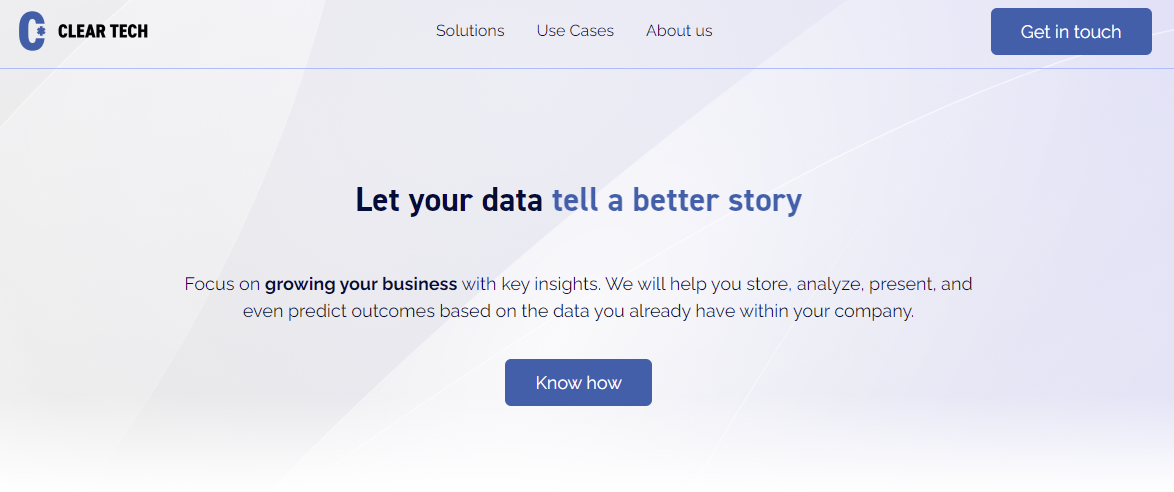 CLEAR TECH
Solutions
Use Cases
About us
Get in touch
Let your data tell a better story
Focus on growing your business with key insights. We will help you store, analyze, present, and
even predict outcomes based on the data you already have within your company.
Know how